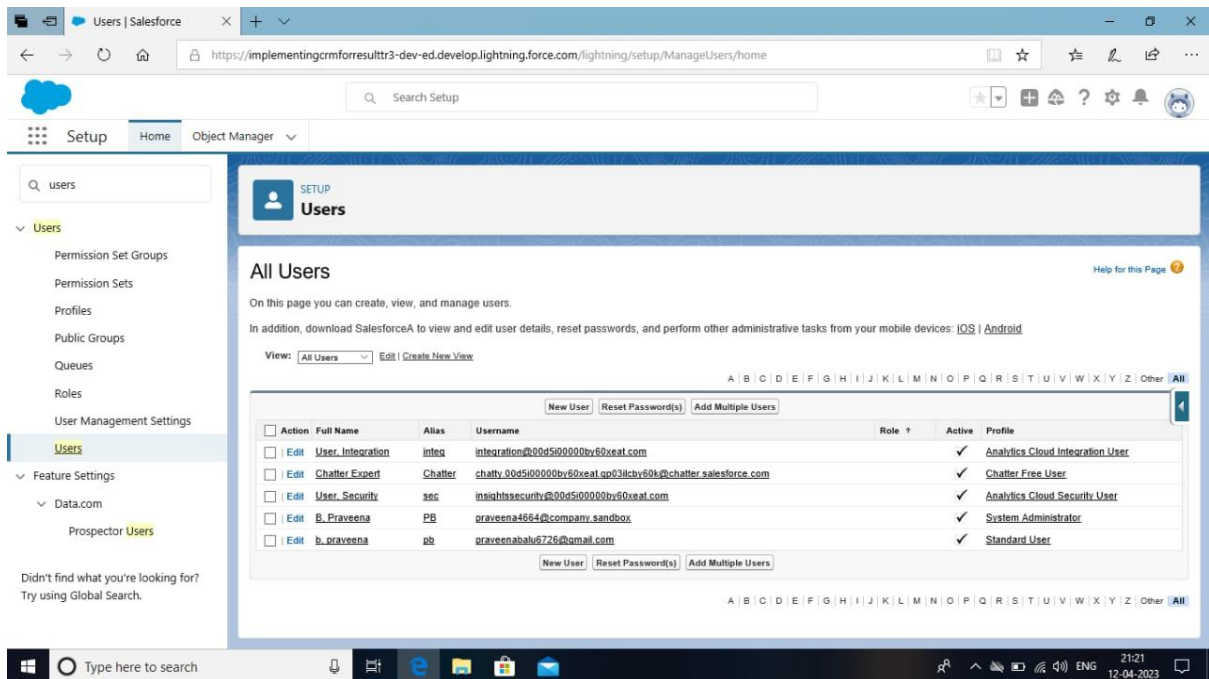 Users | Salesforce
https://implementingcrmforresulttr3-dev-ed.develop.lightning.force.com/lightning/setup/ManageUsers/home
Search Setup
Setup Home Object Manager
users
Users
Permission Set Groups
Permission Sets
Profiles
Public Groups
Queues
Roles
User Management Settings
Users
Feature Settings
Data.com
Prospector Users
Didn't find what you're looking for?
Try using Global Search.
SETUP
Users
All Users
Help for this Page
On this page you can create, view, and manage users.
In addition, download SalesforceA to view and edit user details, reset passwords, and perform other administrative tasks from your mobile devices: iOS | Android
View: All Users Edit | Create New View
A B C D E F G H I J K L M N O P Q R S T U V W X Y Z Other All
New User Reset Password(s) Add Multiple Users
Action Full Name Alias Username Role ↑ Active Profile
Edit User, Integration integ integration@00d5i00000by60xeat.com ✓ Analytics Cloud Integration User
Edit Chatter Expert Chatter chatty.00d5i00000by60xeat.qp03ilcby60k@chatter.salesforce.com ✓ Chatter Free User
Edit User, Security sec insightssecurity@00d5i00000by60xeat.com ✓ Analytics Cloud Security User
Edit B, Praveena PB praveena4664@company.sandbox ✓ System Administrator
Edit b, praveena pb praveenabalu6726@gmail.com ✓ Standard User
New User Reset Password(s) Add Multiple Users
A B C D E F G H I J K L M N O P Q R S T U V W X Y Z Other All
Type here to search
ENG
21:21
12-04-2023